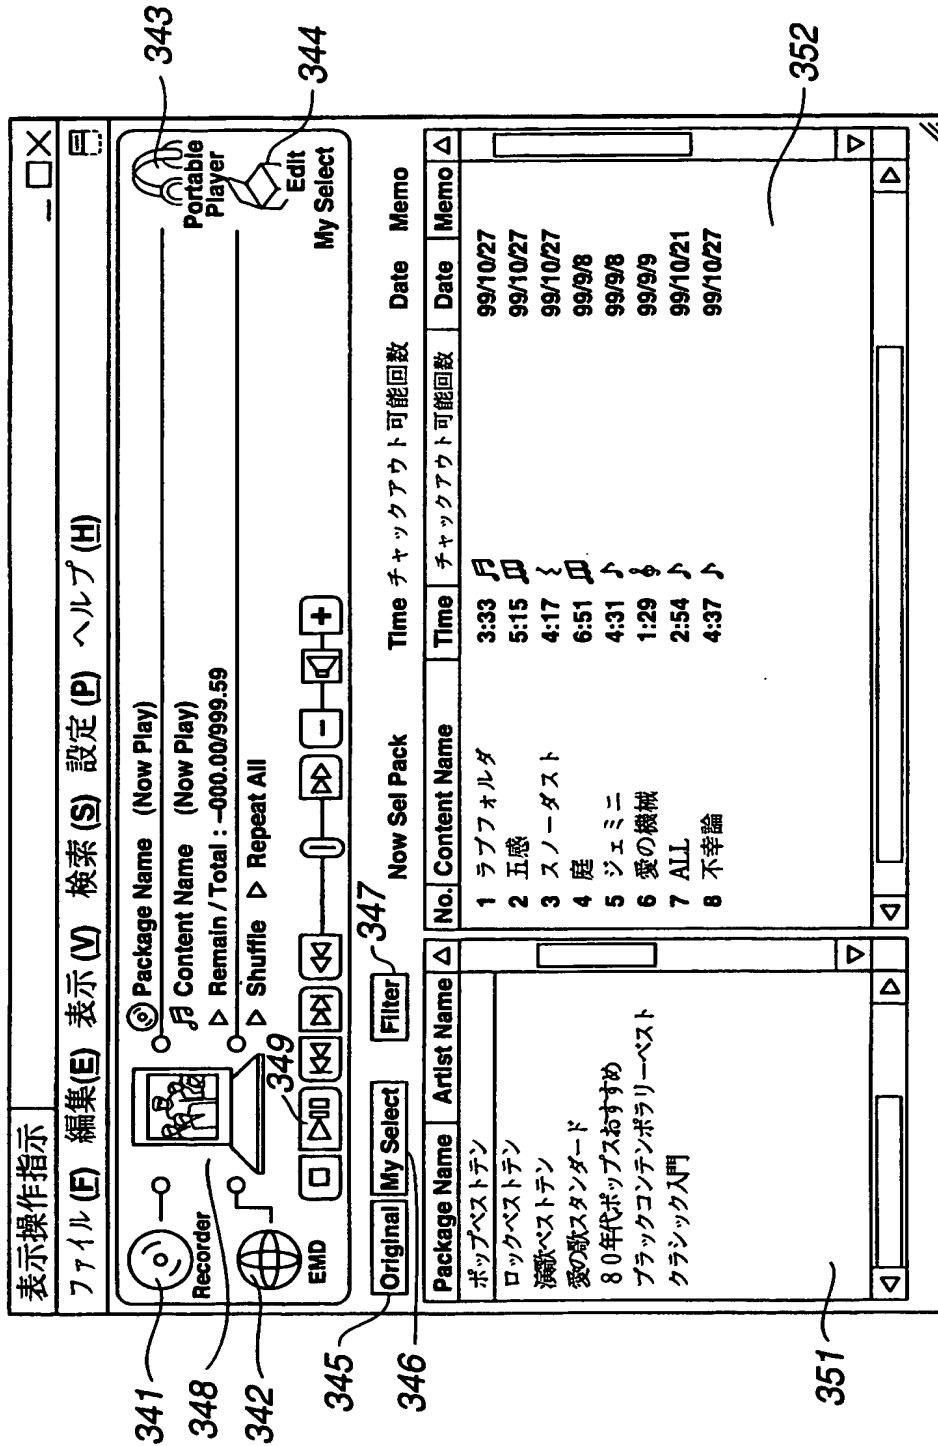 表示操作指示
ファイル (F) 編集(E) 表示 (V) 検索 (S) 設定 (P) ヘルプ (H)
341
348
342
345
346
351
349
347
343
344
352
Recorder
EMD
Package Name (Now Play)
Content Name (Now Play)
▷ Remain / Total : –000.00/999.59
▷ Shuffle ▷ Repeat All
Portable
Player
Edit
My Select
− +
Original My Select Filter
Now Sel Pack Time チャックアウト可能回数 Date Memo
Package Name Artist Name
ポップベストテン
ロックベストテン
演歌ベストテン
愛の歌スタンダード
80年代ポップスおすすめ
ブラックコンテンポラリーベスト
クラシック入門
No. Content Name Time チャックアウト可能回数 Date Memo
1 ラブフォルダ 3:33 99/10/27
2 五感 5:15 99/10/27
3 スノーダスト 4:17 99/10/27
4 庭 6:51 99/9/8
5 ジェミニ 4:31 99/9/8
6 愛の機械 1:29 99/9/9
7 ALL 2:54 99/10/21
8 不幸論 4:37 99/10/27